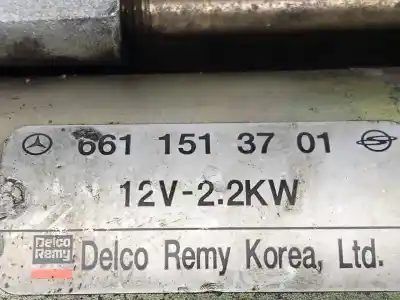 661 151 37 01
12V-2.2KW
Delco
Remy
Delco Remy Korea, Ltd.